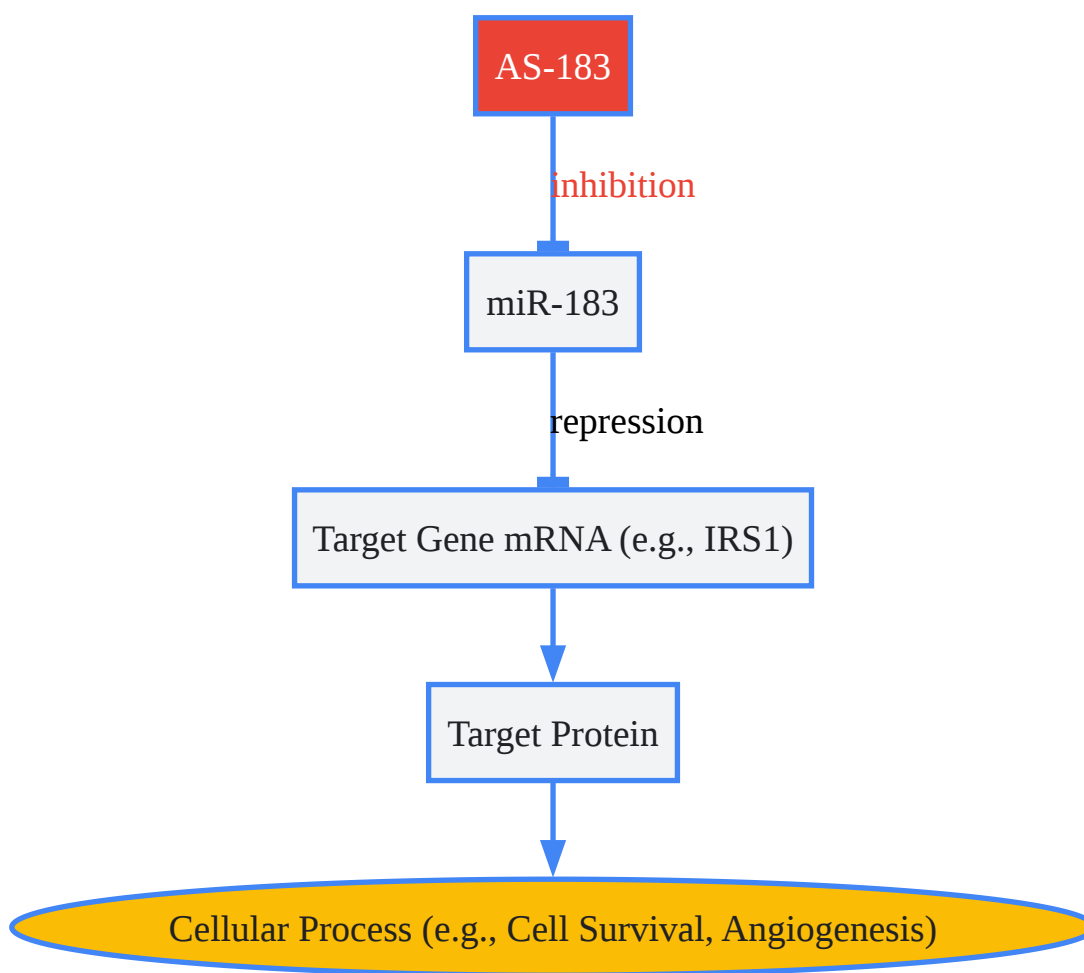 AS-183
inhibition
miR-183
repression
Target Gene mRNA (e.g., IRS1)
Target Protein
Cellular Process (e.g., Cell Survival, Angiogenesis)